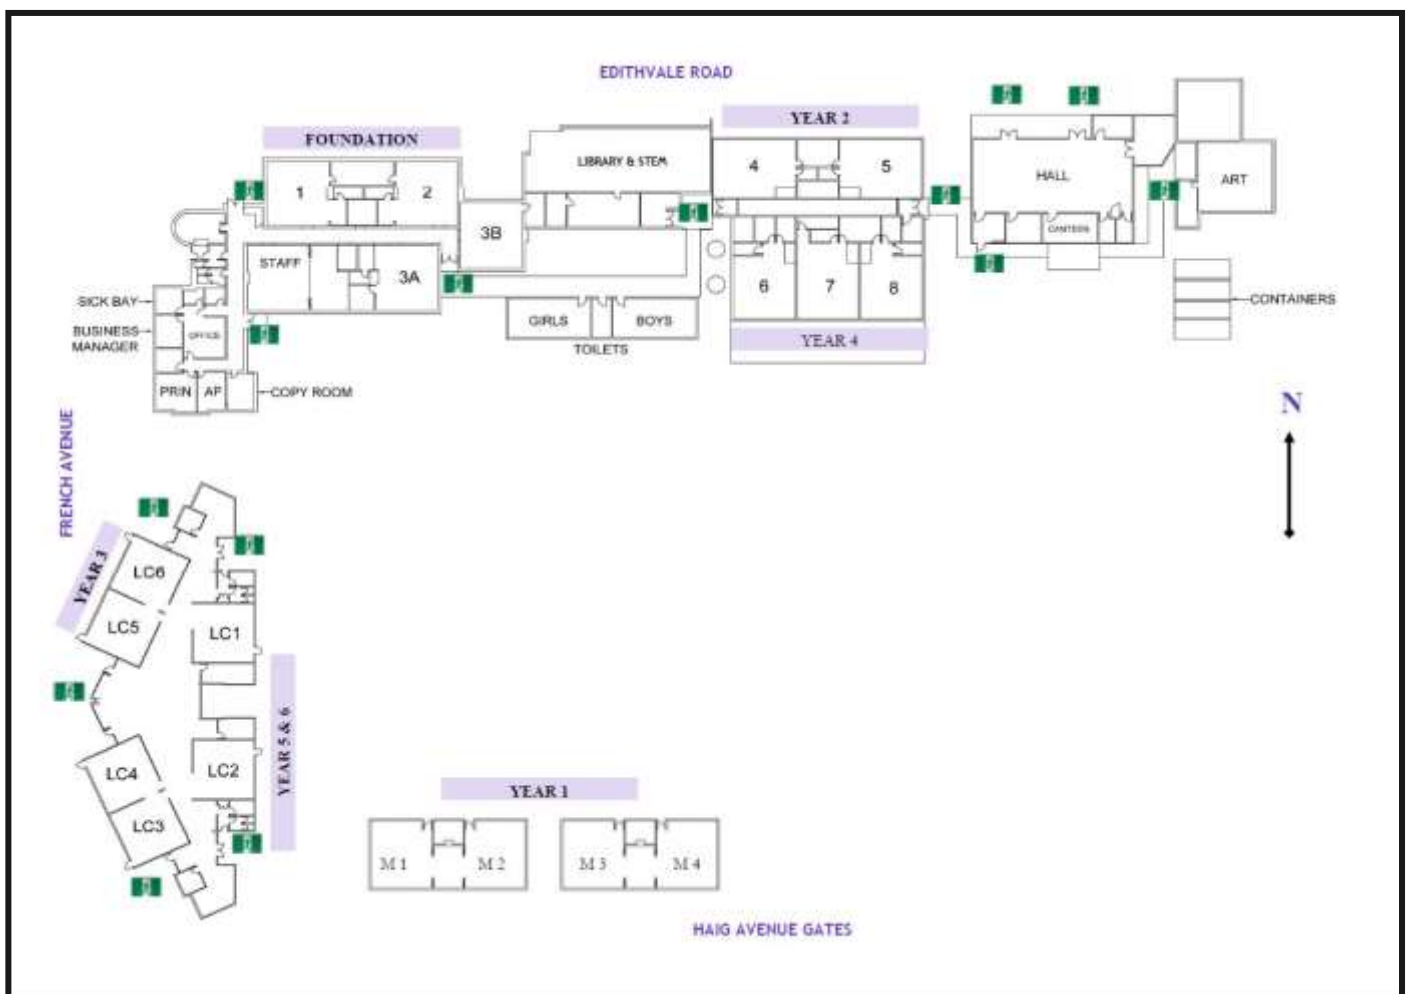 EDITHVALE ROAD
FOUNDATION
YEAR 2
1
2
LIBRARY & STEM
4
5
HALL
ART
3B
STAFF
3A
CANTEEN
6
7
8
SICK BAY
BUSINESS
MANAGER
OFFICE
GIRLS
BOYS
TOILETS
YEAR 4
CONTAINERS
PRIN
AP
COPY ROOM
N
FRENCH AVENUE
YEAR 3
LC6
LC5
LC1
YEAR 5 & 6
LC4
LC2
LC3
YEAR 1
M 1
M 2
M 3
M 4
HAIG AVENUE GATES